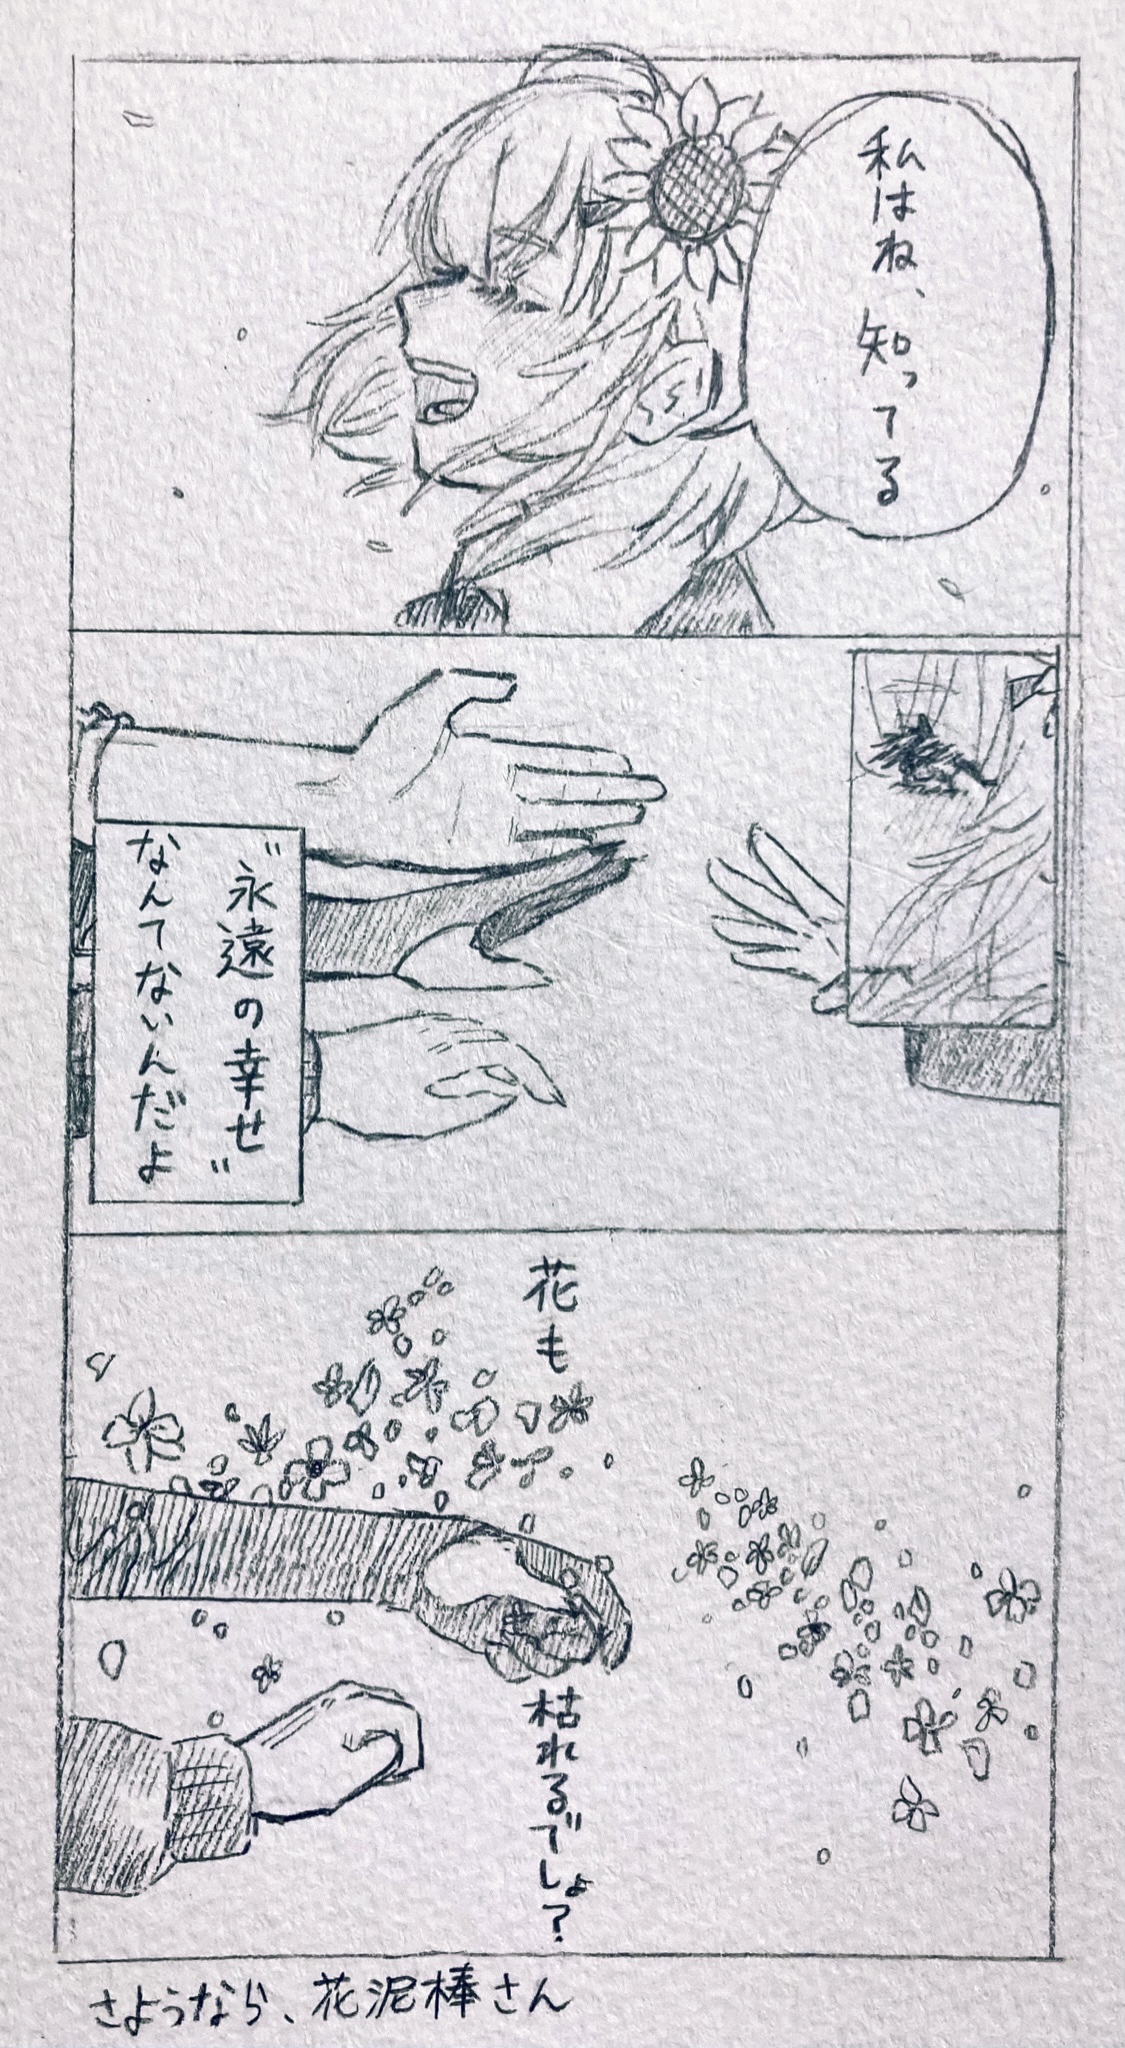 私はね、知ってる
"永遠の幸せ"
なんてないんだよ
花も
枯れるでしょ?
さようなら、花泥棒さん